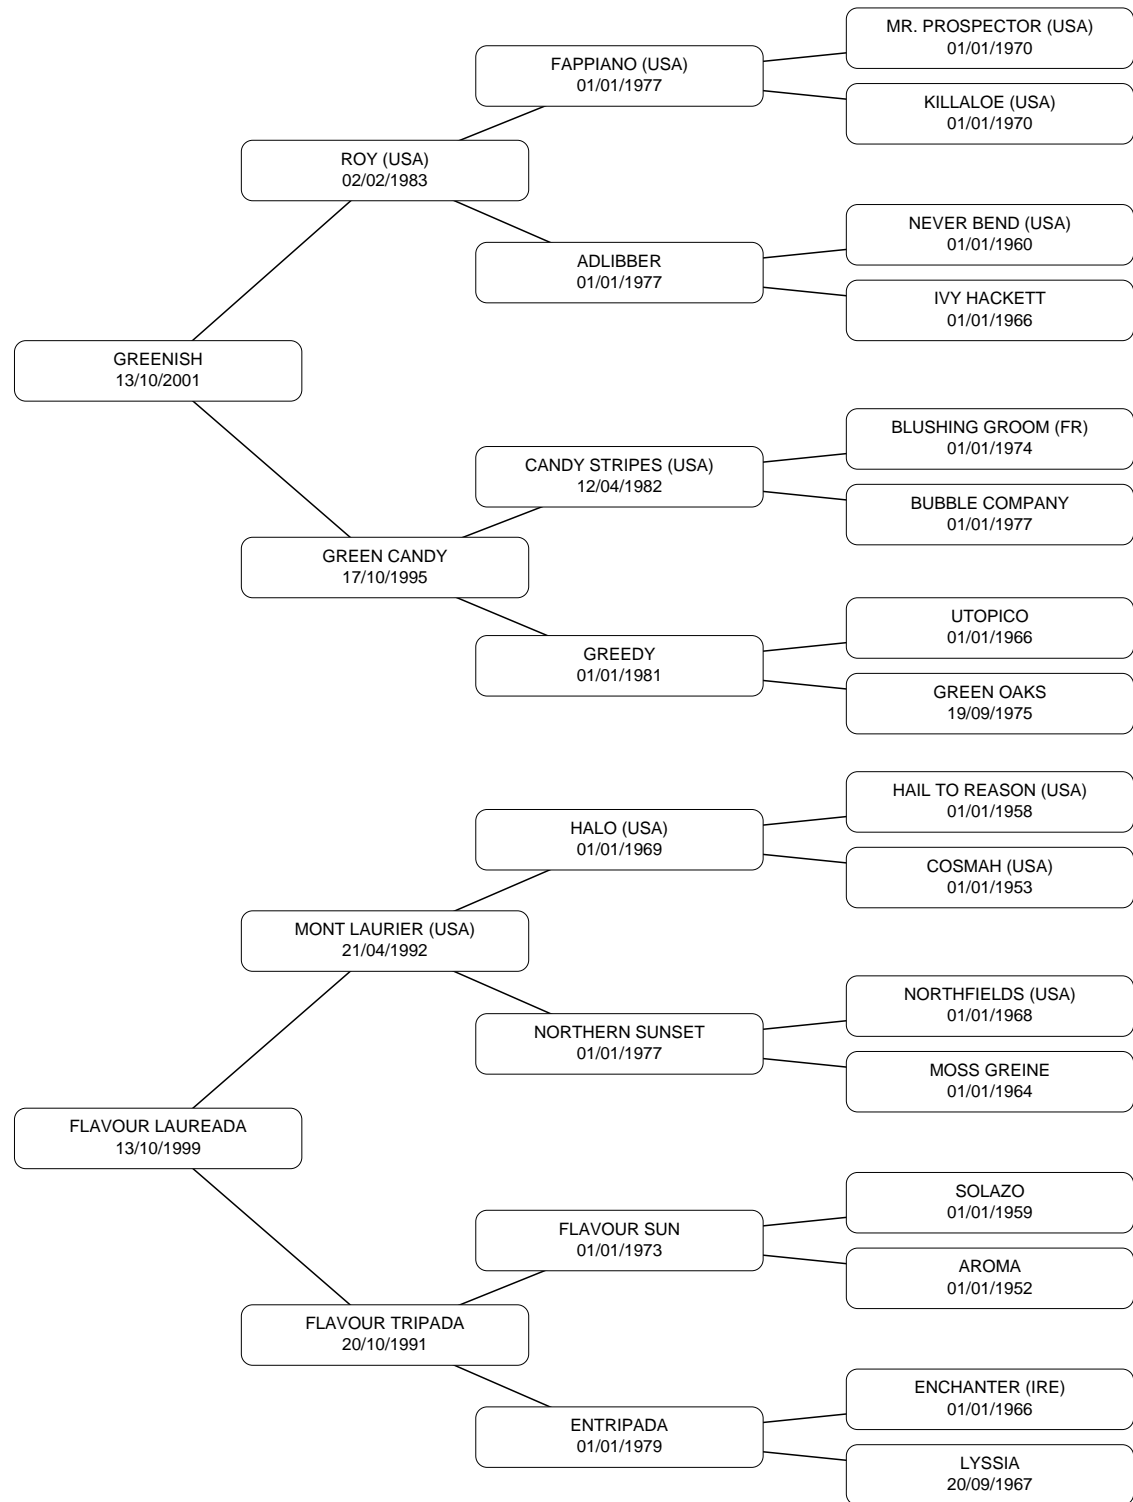 MR. PROSPECTOR (USA)
01/01/1970
FAPPIANO (USA)
01/01/1977
KILLALOE (USA)
01/01/1970
ROY (USA)
02/02/1983
NEVER BEND (USA)
01/01/1960
ADLIBBER
01/01/1977
IVY HACKETT
01/01/1966
GREENISH
13/10/2001
BLUSHING GROOM (FR)
01/01/1974
CANDY STRIPES (USA)
12/04/1982
BUBBLE COMPANY
01/01/1977
GREEN CANDY
17/10/1995
UTOPICO
01/01/1966
GREEDY
01/01/1981
GREEN OAKS
19/09/1975
HAIL TO REASON (USA)
01/01/1958
HALO (USA)
01/01/1969
COSMAH (USA)
01/01/1953
MONT LAURIER (USA)
21/04/1992
NORTHFIELDS (USA)
01/01/1968
NORTHERN SUNSET
01/01/1977
MOSS GREINE
01/01/1964
FLAVOUR LAUREADA
13/10/1999
SOLAZO
01/01/1959
FLAVOUR SUN
01/01/1973
AROMA
01/01/1952
FLAVOUR TRIPADA
20/10/1991
ENCHANTER (IRE)
01/01/1966
ENTRIPADA
01/01/1979
LYSSIA
20/09/1967